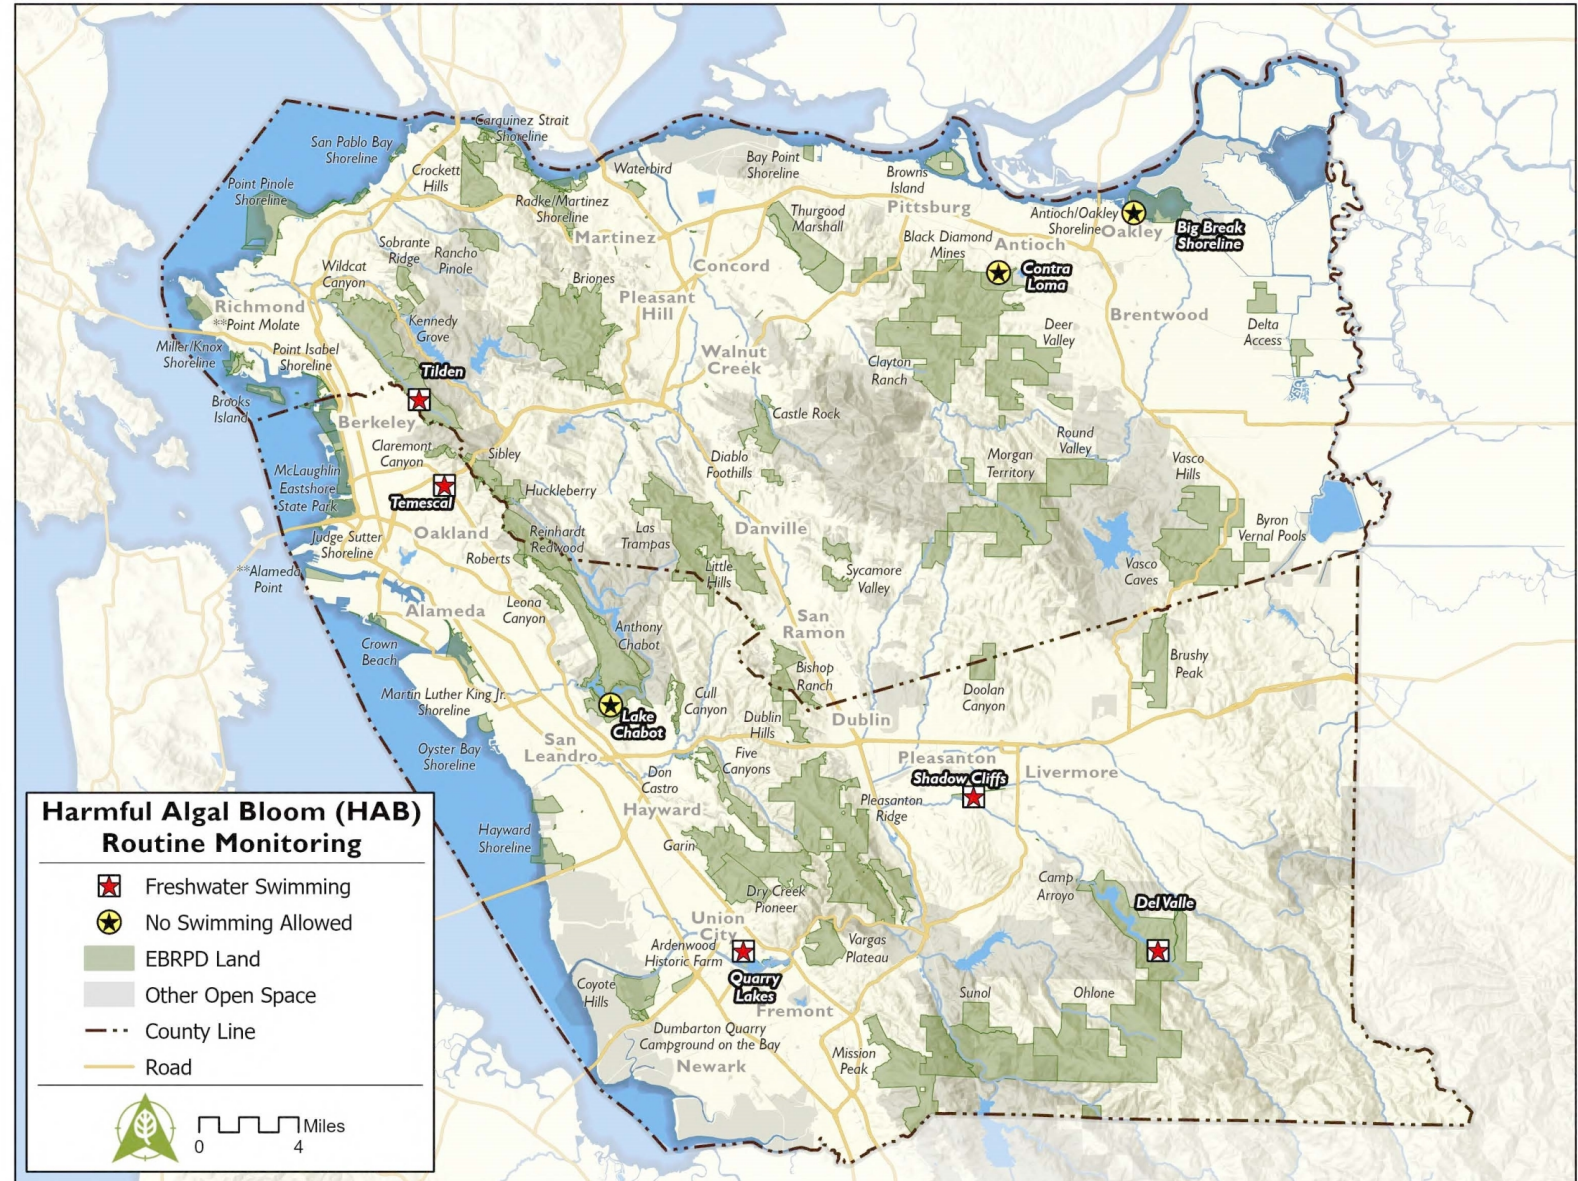 Carquinez Strait
Shoreline
San Pablo Bay
Shoreline
Crockett
Hills
Waterbird
Bay Point
Shoreline
Browns
Island
Point Pinole
Shoreline
Radke/Martinez
Shoreline
Martinez
Thurgood
Marshall
Pittsburg
Antioch/Oakley
Shoreline
Oakley
Big Break
Shoreline
Sobrante
Ridge
Rancho
Pinole
Black Diamond
Mines
Antioch
Wildcat
Canyon
Briones
Concord
Contra
Loma
Richmond
**Point Molate
Pleasant
Hill
Brentwood
Kennedy
Grove
Deer
Valley
Delta
Access
Miller/Knox
Shoreline
Point Isabel
Shoreline
Walnut
Creek
Clayton
Ranch
Tilden
Brooks
Island
Berkeley
Castle Rock
Claremont
Canyon
Sibley
Round
Valley
McLaughlin
Eastshore
State Park
Diablo
Foothills
Morgan
Territory
Vasco
Hills
Temescal
Huckleberry
Oakland
Reinhardt
Redwood
Las
Trampas
Danville
Byron
Vernal Pools
Judge Sutter
Shoreline
Roberts
**Alameda
Point
Little
Hills
Sycamore
Valley
Vasco
Caves
Alameda
Leona
Canyon
Anthony
Chabot
San
Ramon
Crown
Beach
Bishop
Ranch
Brushy
Peak
Martin Luther King Jr.
Shoreline
Cull
Canyon
Doolan
Canyon
Lake
Chabot
Dublin
Hills
Dublin
Oyster Bay
Shoreline
San
Leandro
Five
Canyons
Pleasanton
Don
Castro
Shadow Cliffs
Livermore
Hayward
Pleasanton
Ridge
Hayward
Shoreline
Garin
Dry Creek
Pioneer
Camp
Arroyo
Del Valle
Union
City
Ardenwood
Historic Farm
Vargas
Plateau
Quarry
Lakes
Coyote
Hills
Fremont
Sunol
Ohlone
Dumbarton Quarry
Campground on the Bay
Newark
Mission
Peak
Harmful Algal Bloom (HAB)
Routine Monitoring
Freshwater Swimming
No Swimming Allowed
EBRPD Land
Other Open Space
County Line
Road
Miles
0 4